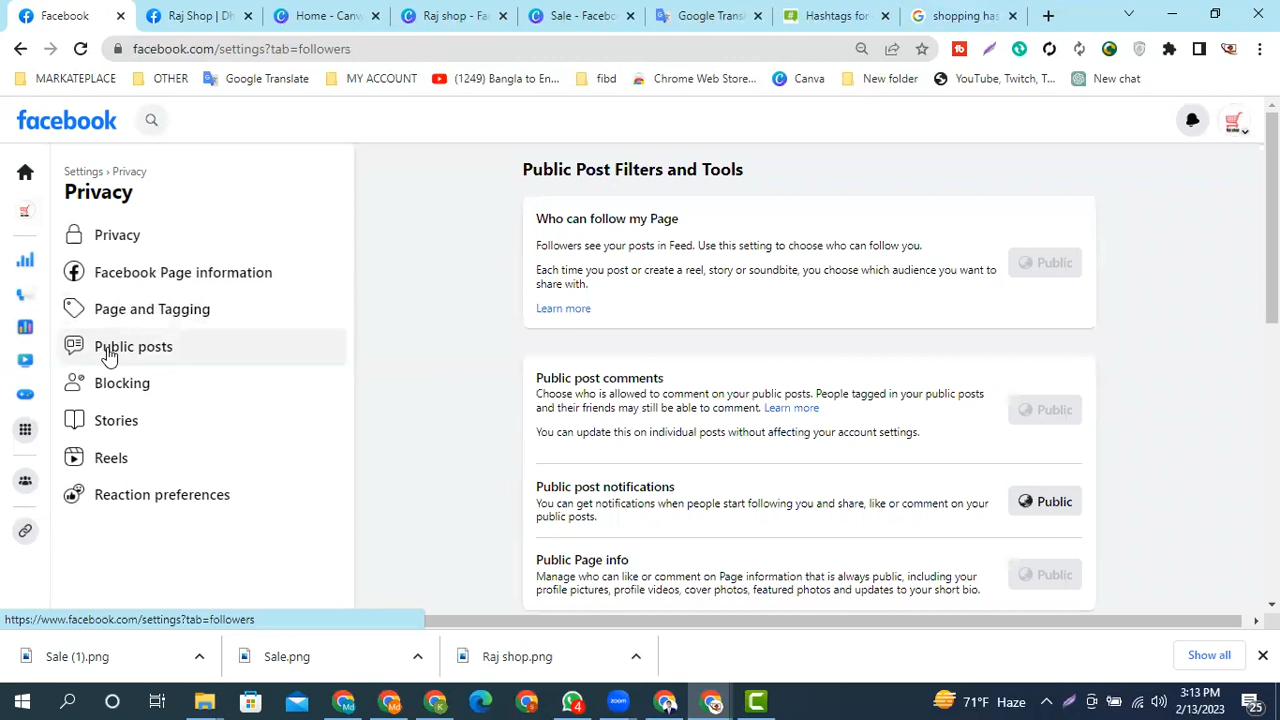 Facebook
Raj Shop | Dh
Home - Canv
Raj shop - Fa
Sale - Facebo
Google Trans
Hashtags for
shopping has
facebook.com/settings?tab=followers
MARKATEPLACE
OTHER
Google Translate
MY ACCOUNT
(1249) Bangla to En...
fibd
Chrome Web Store...
Canva
New folder
YouTube, Twitch, T...
New chat
facebook
Settings › Privacy
Privacy
Privacy
Facebook Page information
Page and Tagging
Public posts
Blocking
Stories
Reels
Reaction preferences
Public Post Filters and Tools
Who can follow my Page
Followers see your posts in Feed. Use this setting to choose who can follow you.
Each time you post or create a reel, story or soundbite, you choose which audience you want to
share with.
Learn more
Public
Public post comments
Choose who is allowed to comment on your public posts. People tagged in your public posts
and their friends may still be able to comment. Learn more
You can update this on individual posts without affecting your account settings.
Public
Public post notifications
You can get notifications when people start following you and share, like or comment on your
public posts.
Public
Public Page info
Manage who can like or comment on Page information that is always public, including your
profile pictures, profile videos, cover photos, featured photos and updates to your short bio.
Public
https://www.facebook.com/settings?tab=followers
Sale (1).png
Sale.png
Raj shop.png
Show all
Md
Md
K
zoom
4
71°F Haze
3:13 PM
2/13/2023
25